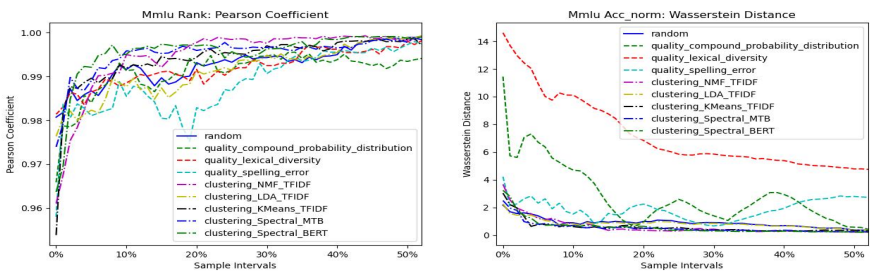 Mmlu Rank: Pearson Coefficient
1.00
0.99
0.98
0.97
0.96
Pearson Coefficient
random
quality_compound_probability_distribution
quality_lexical_diversity
quality_spelling_error
clustering_NMF_TFIDF
clustering_LDA_TFIDF
clustering_KMeans_TFIDF
clustering_Spectral_MTB
clustering_Spectral_BERT
0% 10% 20% 30% 40% 50%
Sample Intervals
Mmlu Acc_norm: Wasserstein Distance
14
12
10
8
6
4
2
0
Wasserstein Distance
random
quality_compound_probability_distribution
quality_lexical_diversity
quality_spelling_error
clustering_NMF_TFIDF
clustering_LDA_TFIDF
clustering_KMeans_TFIDF
clustering_Spectral_MTB
clustering_Spectral_BERT
0% 10% 20% 30% 40% 50%
Sample Intervals